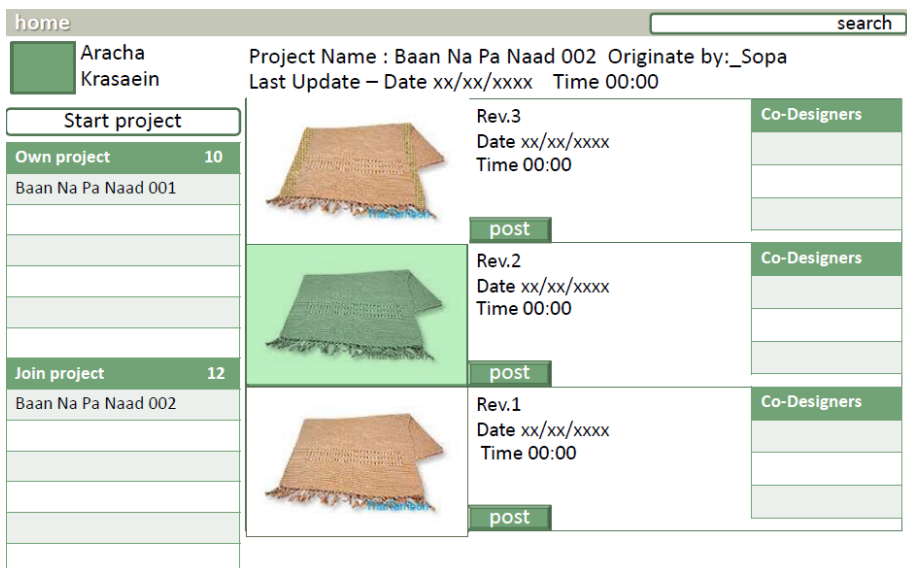 home
search
Aracha
Krasaein
Project Name : Baan Na Pa Naad 002 Originate by:_Sopa
Last Update – Date xx/xx/xxxx Time 00:00
Start project
Own project 10
Baan Na Pa Naad 001
Join project 12
Baan Na Pa Naad 002
Rev.3
Date xx/xx/xxxx
Time 00:00
post
Co-Designers
Rev.2
Date xx/xx/xxxx
Time 00:00
post
Co-Designers
Rev.1
Date xx/xx/xxxx
Time 00:00
post
Co-Designers